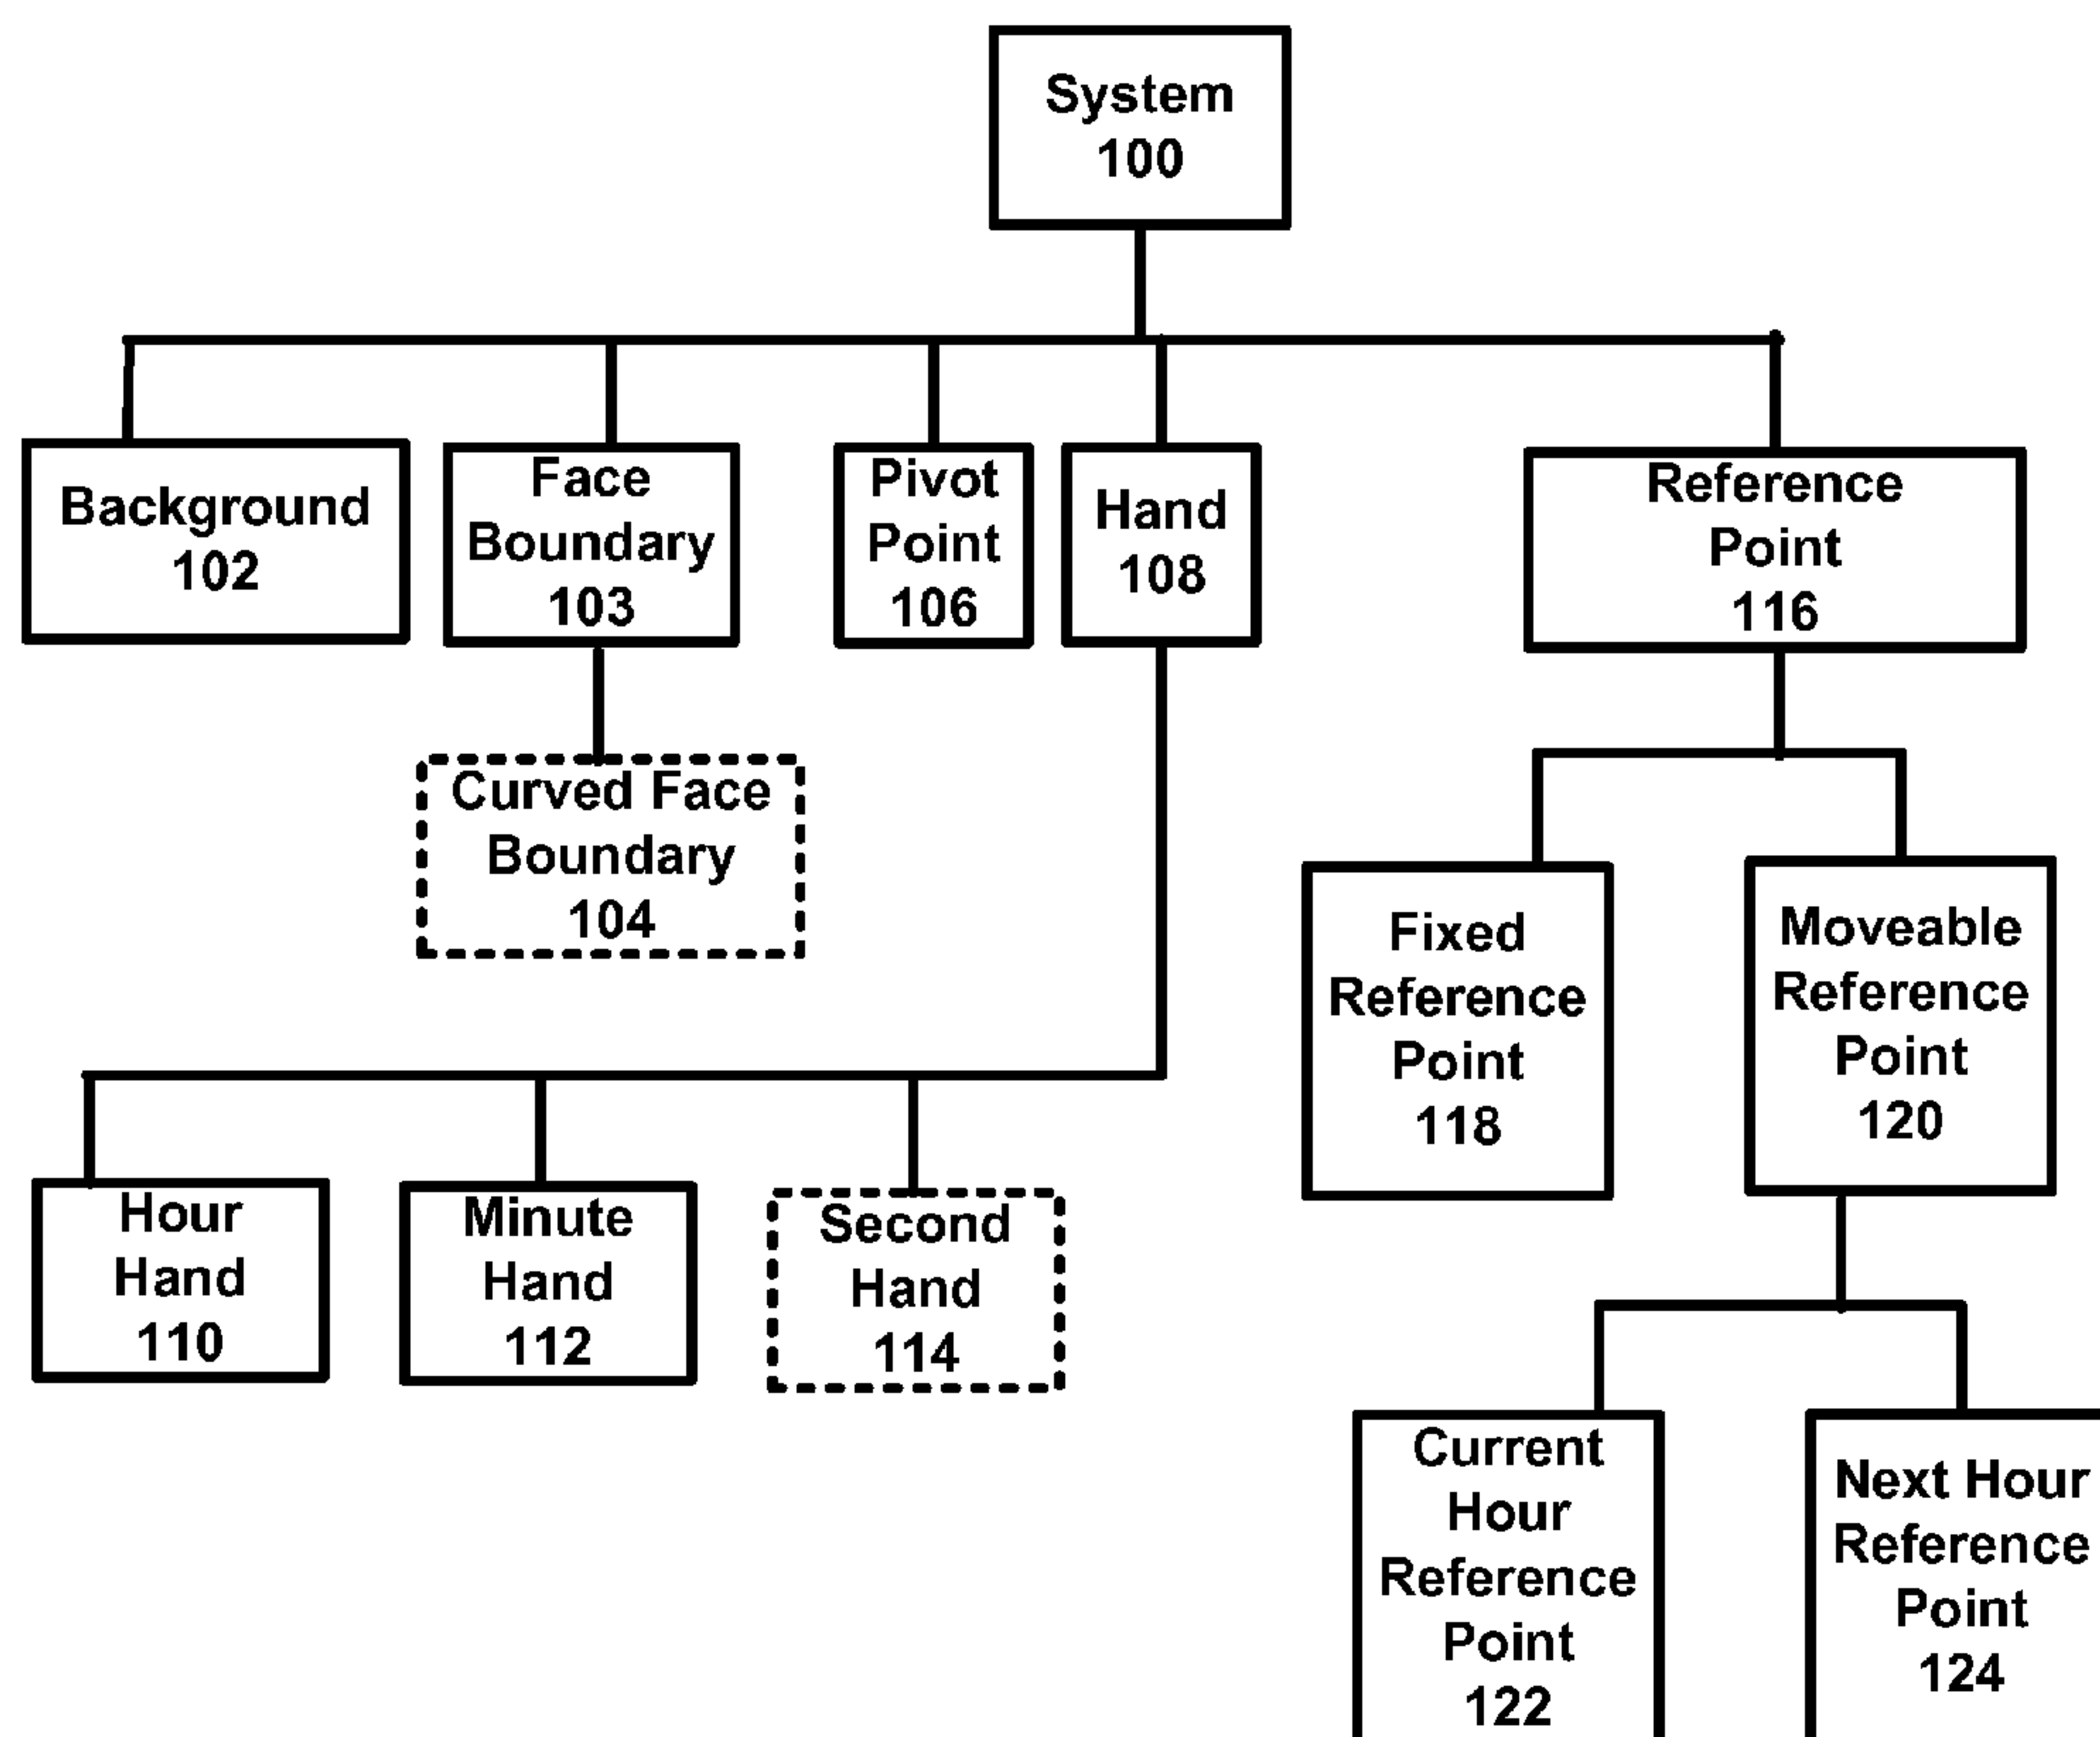 System
100
Background
102
Face
Boundary
103
Pivot
Point
106
Hand
108
Reference
Point
116
Curved Face
Boundary
104
Fixed
Reference
Point
118
Moveable
Reference
Point
120
Hour
Hand
110
Minute
Hand
112
Second
Hand
114
Current
Hour
Reference
Point
122
Next Hour
Reference
Point
124